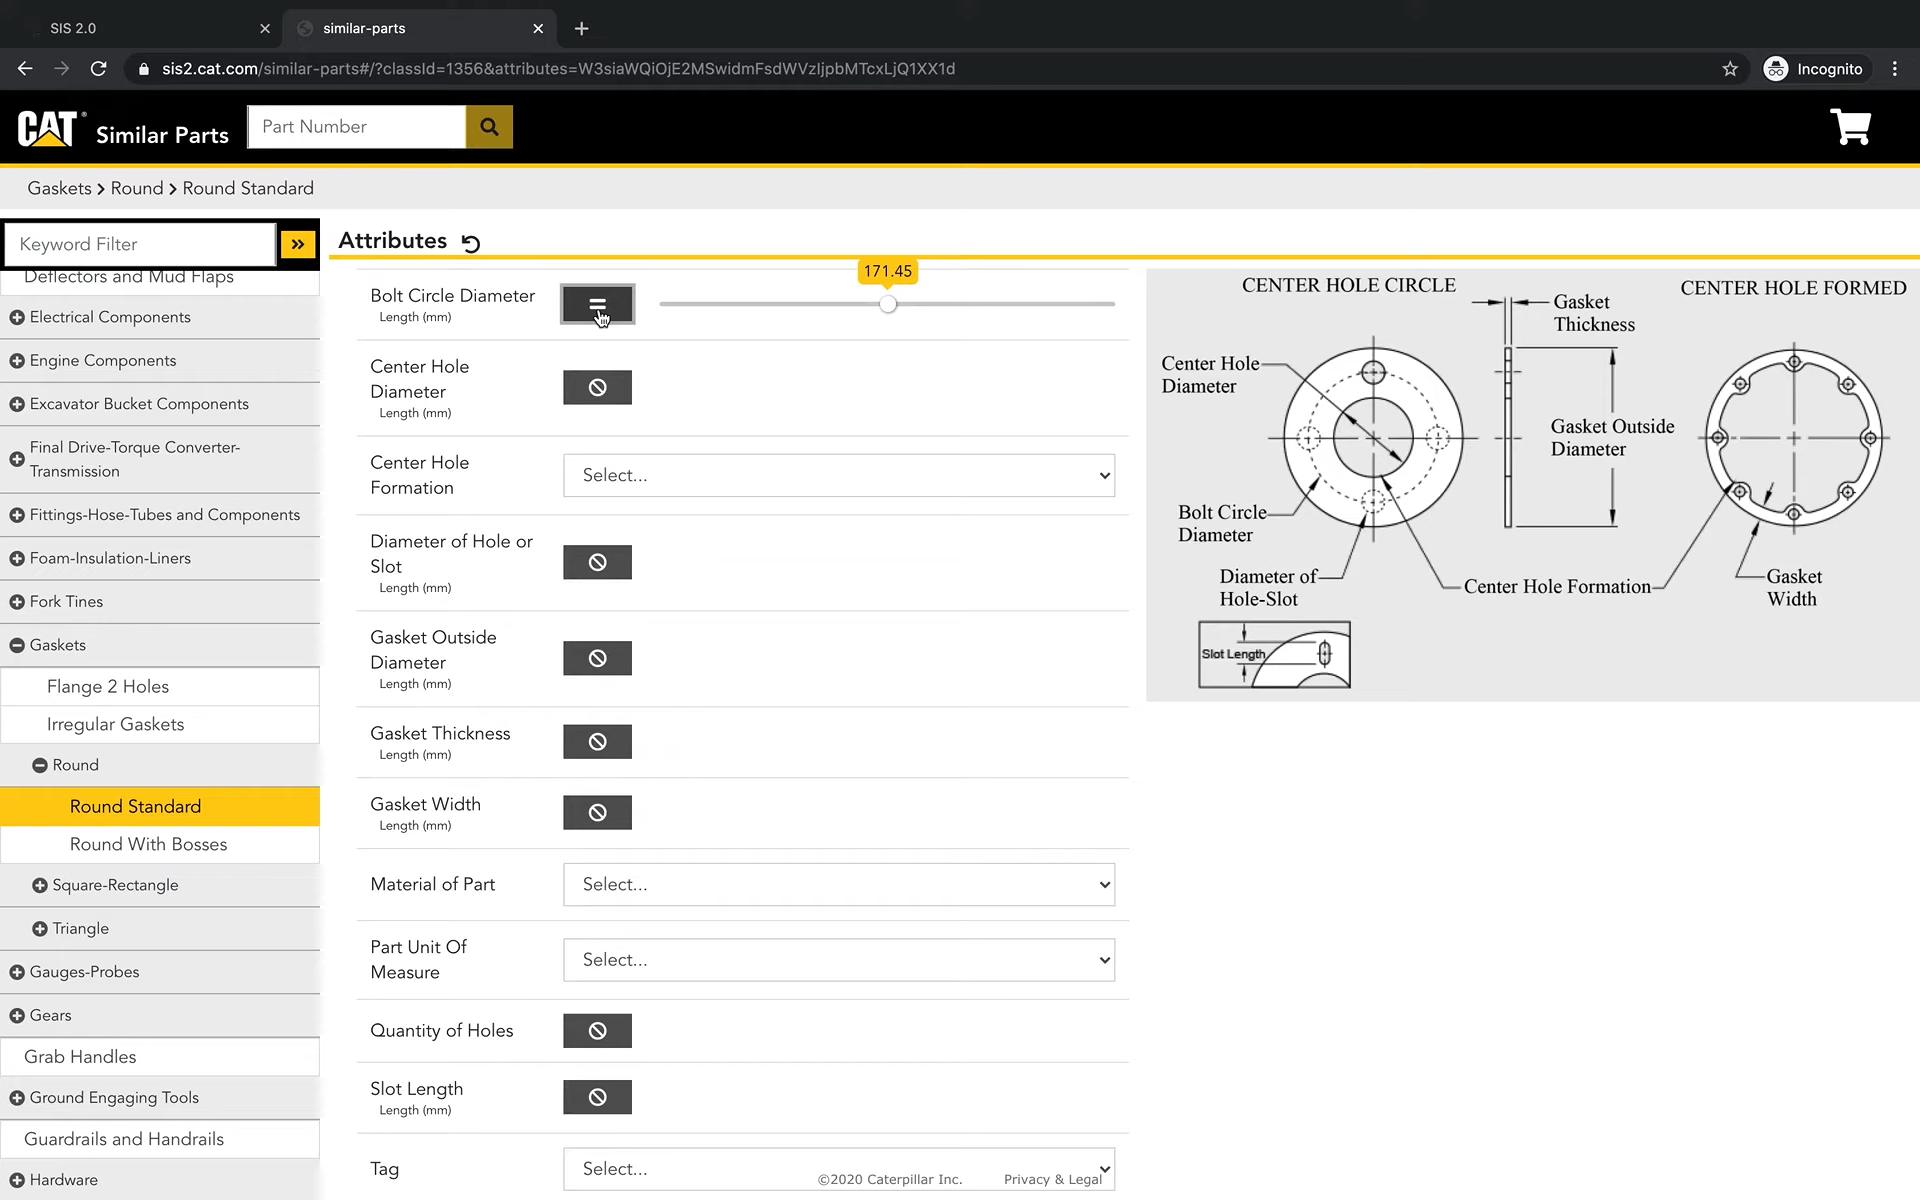 SIS 2.0
similar-parts
sis2.cat.com/similar-parts#/?classId=1356&attributes=W3siaWQiOjE2MSwidmFsdWVzIjpbMTcxLjQ1XX1d
Incognito
CAT® Similar Parts
Part Number
Gaskets > Round > Round Standard
Keyword Filter
»
Deflectors and Mud Flaps
Electrical Components
Engine Components
Excavator Bucket Components
Final Drive-Torque Converter-
Transmission
Fittings-Hose-Tubes and Components
Foam-Insulation-Liners
Fork Tines
Gaskets
Flange 2 Holes
Irregular Gaskets
Round
Round Standard
Round With Bosses
Square-Rectangle
Triangle
Gauges-Probes
Gears
Grab Handles
Ground Engaging Tools
Guardrails and Handrails
Hardware
Attributes
171.45
Bolt Circle Diameter
Length (mm)
=
Center Hole
Diameter
Length (mm)
Center Hole
Formation
Select...
Diameter of Hole or
Slot
Length (mm)
Gasket Outside
Diameter
Length (mm)
Gasket Thickness
Length (mm)
Gasket Width
Length (mm)
Material of Part
Select...
Part Unit Of
Measure
Select...
Quantity of Holes
Slot Length
Length (mm)
Tag
Select...
©2020 Caterpillar Inc.
Privacy & Legal
CENTER HOLE CIRCLE
CENTER HOLE FORMED
Gasket
Thickness
Center Hole
Diameter
Gasket Outside
Diameter
Bolt Circle
Diameter
Diameter of
Hole-Slot
Center Hole Formation
Gasket
Width
Slot Length